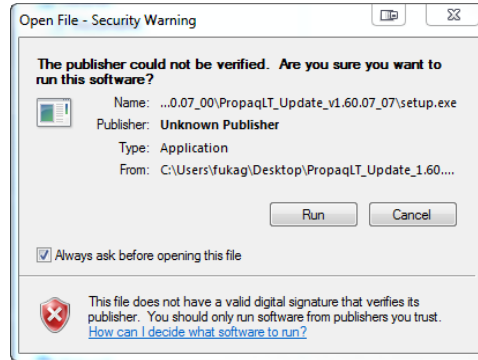 Open File - Security Warning
The publisher could not be verified.  Are you sure you want to
run this software?
Name: ...0.07_00\PropaqLT_Update_v1.60.07_07\setup.exe
Publisher: Unknown Publisher
Type: Application
From: C:\Users\fukag\Desktop\PropaqLT_Update_1.60....
Run Cancel
Always ask before opening this file
This file does not have a valid digital signature that verifies its
publisher.  You should only run software from publishers you trust.
How can I decide what software to run?